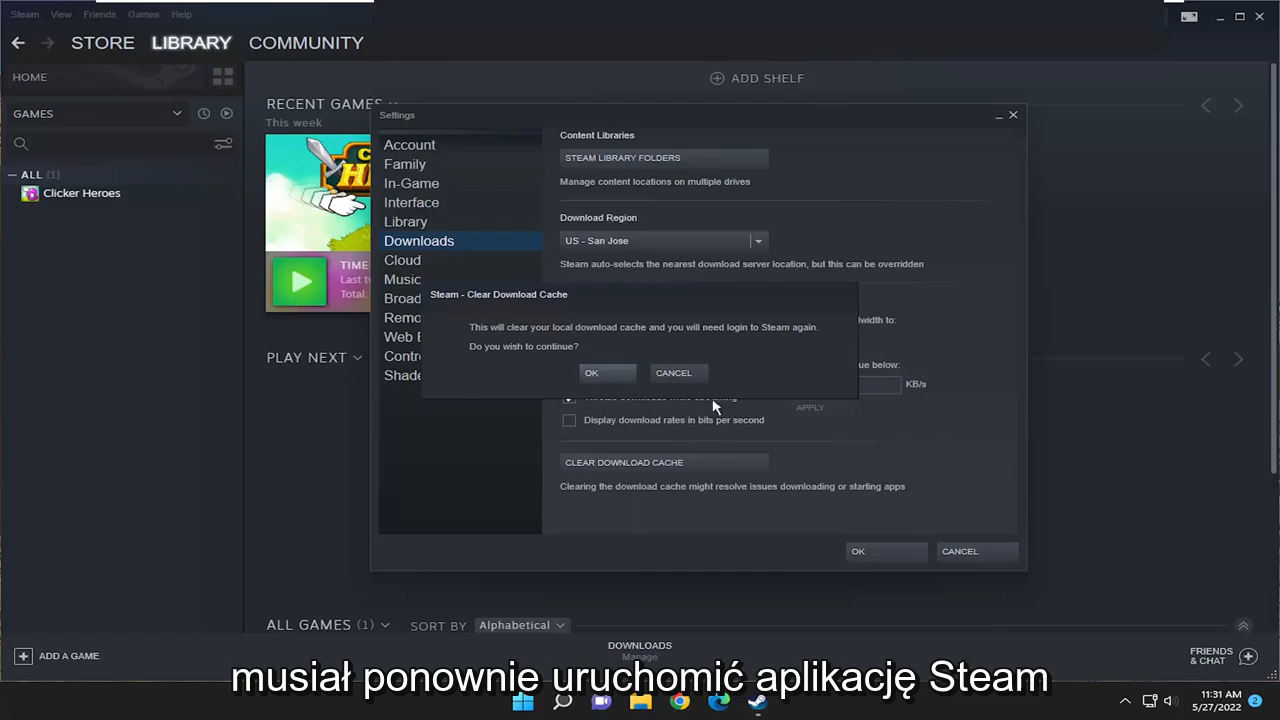 Steam View Friends Games Help
STORE LIBRARY COMMUNITY
HOME
GAMES
ALL (1)
Clicker Heroes
ADD SHELF
RECENT GAMES
This week
TIME
Last
Total:
PLAY NEXT
Settings
Account
Family
In-Game
Interface
Library
Downloads
Cloud
Music
Content Libraries
STEAM LIBRARY FOLDERS
Manage content locations on multiple drives
Download Region
US - San Jose
Steam auto-selects the nearest download server location, but this can be overridden
Steam - Clear Download Cache
This will clear your local download cache and you will need login to Steam again.
Do you wish to continue?
OK CANCEL
to:
below:
KB/s
APPLY
Display download rates in bits per second
CLEAR DOWNLOAD CACHE
Clearing the download cache might resolve issues downloading or starting apps
OK CANCEL
ALL GAMES (1) SORT BY Alphabetical
ADD A GAME
DOWNLOADS
Manage
FRIENDS
& CHAT
musiał ponownie uruchomić aplikację Steam
11:31 AM
5/27/2022
2